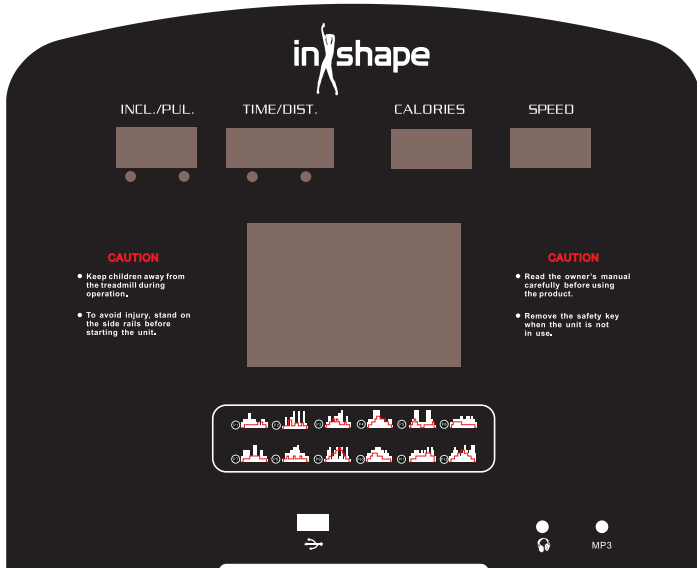 in shape
INCL./PUL. TIME/DIST. CALORIES SPEED
CAUTION
Keep children away from
the treadmill during
operation.
To avoid injury, stand on
the side rails before
starting the unit.
CAUTION
Read the owner's manual
carefully before using
the product.
Remove the safety key
when the unit is not
in use.
MP3